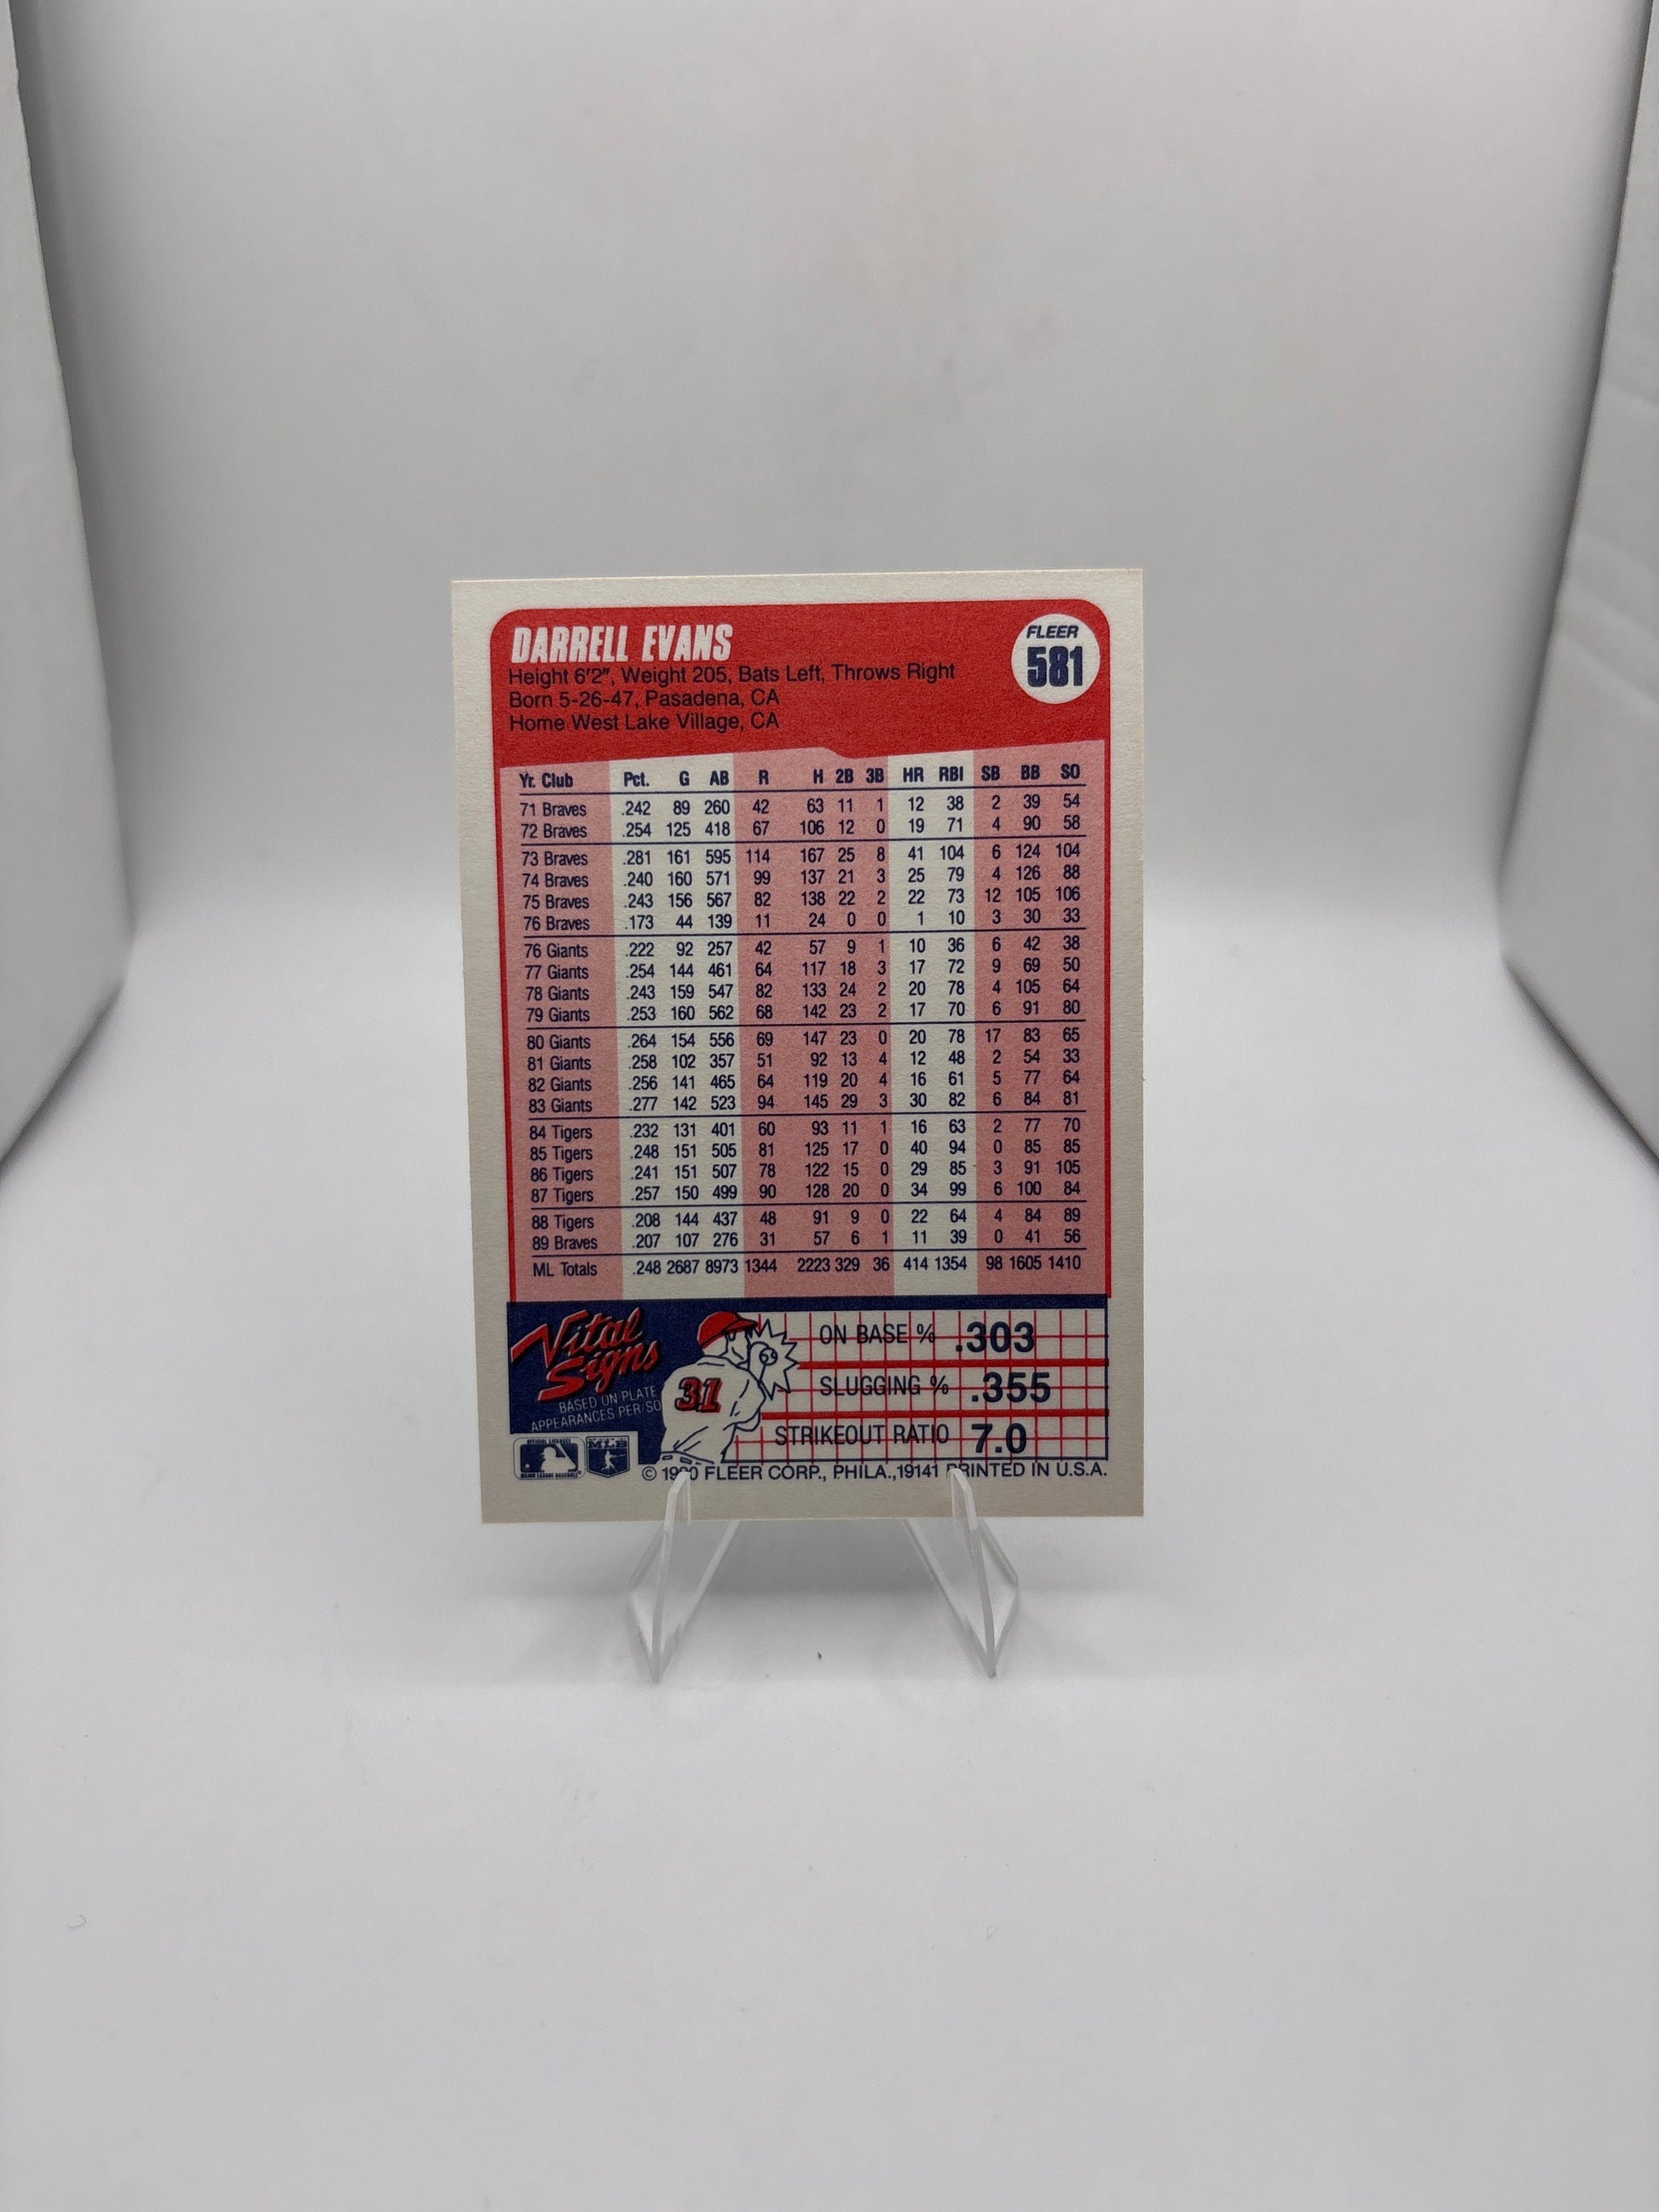 DARRELL EVANS
FLEER
581
Height 6'2", Weight 205, Bats Left, Throws Right
Born 5-26-47, Pasadena, CA
Home West Lake Village, CA
Yr. Club Pct. G AB R H 2B 3B HR RBI SB BB SO
71 Braves .242 89 260 42 63 11 1 12 38 2 39 54
72 Braves .254 125 418 67 106 12 0 19 71 4 90 58
73 Braves .281 161 595 114 167 25 8 41 104 6 124 104
74 Braves .240 160 571 99 137 21 3 25 79 4 126 88
75 Braves .243 156 567 82 138 22 2 22 73 12 105 106
76 Braves .173 44 139 11 24 0 0 1 10 3 30 33
76 Giants .222 92 257 42 57 9 1 10 36 6 42 38
77 Giants .254 144 461 64 117 18 3 17 72 9 69 50
78 Giants .243 159 547 82 133 24 2 20 78 4 105 64
79 Giants .253 160 562 68 142 23 2 17 70 6 91 80
80 Giants .264 154 556 69 147 23 0 20 78 17 83 65
81 Giants .258 102 357 51 92 13 4 12 48 2 54 33
82 Giants .256 141 465 64 119 20 4 16 61 5 77 64
83 Giants .277 142 523 94 145 29 3 30 82 6 84 81
84 Tigers .232 131 401 60 93 11 1 16 63 2 77 70
85 Tigers .248 151 505 81 125 17 0 40 94 0 85 85
86 Tigers .241 151 507 78 122 15 0 29 85 3 91 105
87 Tigers .257 150 499 90 128 20 0 34 99 6 100 84
88 Tigers .208 144 437 48 91 9 0 22 64 4 84 89
89 Braves .207 107 276 31 57 6 1 11 39 0 41 56
ML Totals .248 2687 8973 1344 2223 329 36 414 1354 98 1605 1410
Vital Signs
BASED ON PLATE
APPEARANCES PER SO
31
ON BASE % .303
SLUGGING % .355
STRIKEOUT RATIO 7.0
MLB
© 1990 FLEER CORP., PHILA., 19141 PRINTED IN U.S.A.